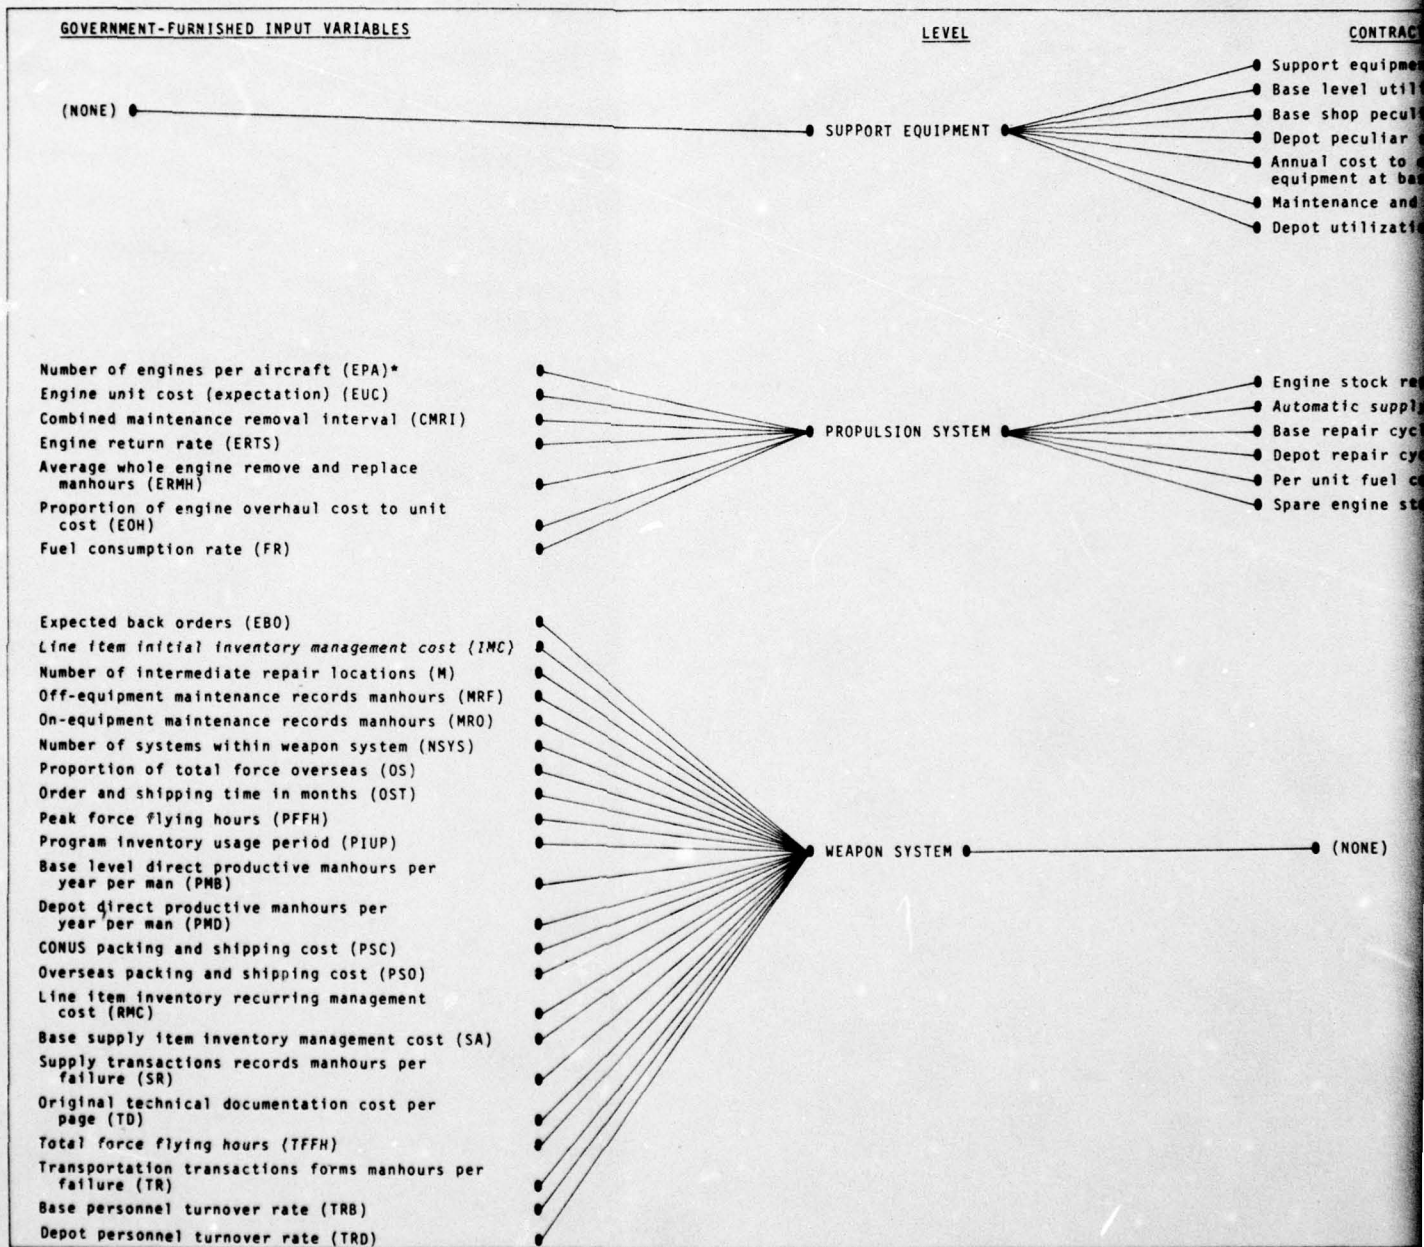 GOVERNMENT-FURNISHED INPUT VARIABLES
LEVEL
(NONE)
SUPPORT EQUIPMENT
Support
Base level
Base shop
Depot peculiar
Annual cost to
equipment at
Maintenance and
Depot
Number of engines per aircraft (EPA)*
Engine unit cost (expectation) (EUC)
Combined maintenance removal interval (CMRI)
Engine return rate (ERTS)
Average whole engine remove and replace
manhours (ERMH)
Proportion of engine overhaul cost to unit
cost (EOH)
Fuel consumption rate (FR)
PROPULSION SYSTEM
Engine stock
Automatic
Base repair
Depot repair
Per unit fuel
Spare engine
Expected back orders (EBO)
Line item initial inventory management cost (IMC)
Number of intermediate repair locations (M)
Off-equipment maintenance records manhours (MRF)
On-equipment maintenance records manhours (MRO)
Number of systems within weapon system (NSYS)
Proportion of total force overseas (OS)
Order and shipping time in months (OST)
Peak force flying hours (PFFH)
Program inventory usage period (PIUP)
Base level direct productive manhours per
year per man (PMB)
Depot direct productive manhours per
year per man (PMD)
CONUS packing and shipping cost (PSC)
Overseas packing and shipping cost (PSO)
Line item inventory recurring management
cost (RMC)
Base supply item inventory management cost (SA)
Supply transactions records manhours per
failure (SR)
Original technical documentation cost per
page (TD)
Total force flying hours (TFFH)
Transportation transactions forms manhours per
failure (TR)
Base personnel turnover rate (TRB)
Depot personnel turnover rate (TRD)
WEAPON SYSTEM
(NONE)